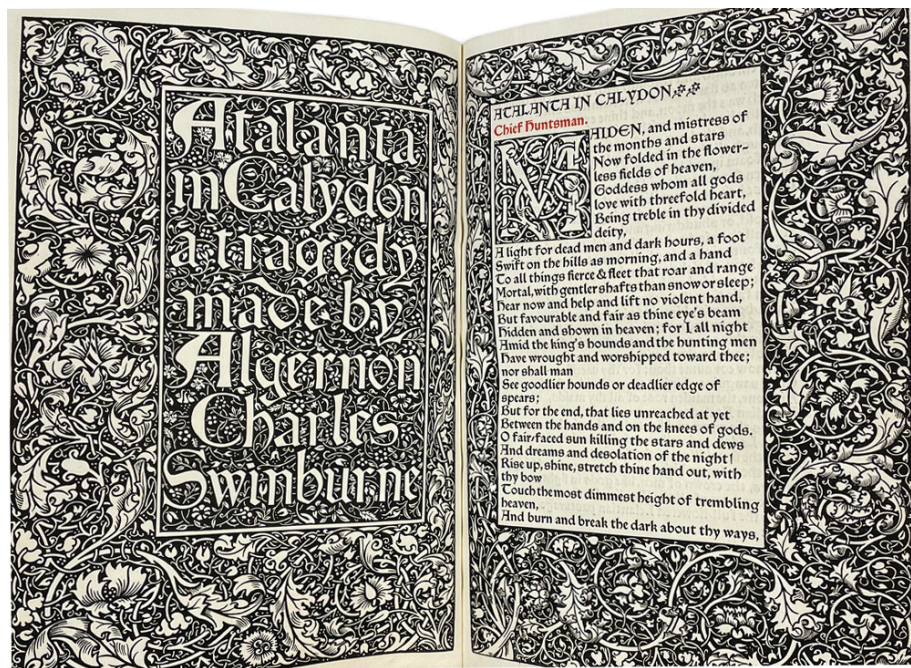 Atalanta
in Calydon
a tragedy
made by
Algernon
Charles
Swinburne
ATALANTA IN CALYDON.
Chief Huntsman.
MAIDEN, and mistress of
the months and stars
Now folded in the flower-
less fields of heaven,
Goddess whom all gods
love with threefold heart,
Being treble in thy divided
deity,
A light for dead men and dark hours, a foot
Swift on the hills as morning, and a hand
To all things fierce & fleet that roar and range
Mortal, with gentler shafts than snow or sleep;
Hear now and help and lift no violent hand,
But favourable and fair as thine eye's beam
Hidden and shown in heaven; for I all night
Amid the king's hounds and the hunting men
Have wrought and worshipped toward thee;
nor shall man
See goodlier hounds or deadlier edge of
spears;
But for the end, that lies unreached at yet
Between the hands and on the knees of gods.
O fair-faced sun killing the stars and dews
And dreams and desolation of the night!
Rise up, shine, stretch thine hand out, with
thy bow
Touch the most dimmest height of trembling
heaven,
And burn and break the dark about thy ways,